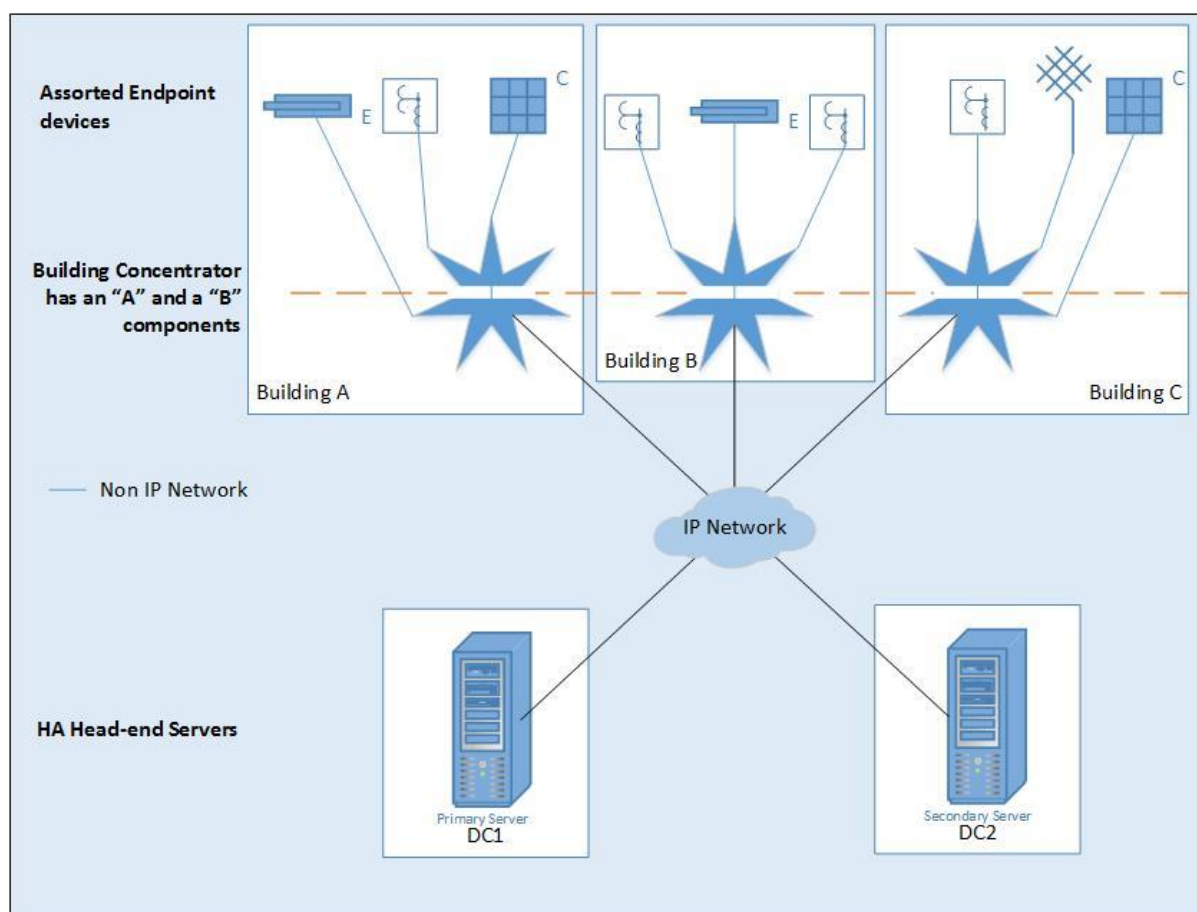 Assorted Endpoint
devices
E
C
E
C
Building Concentrator
has an “A” and a “B”
components
Building A
Building B
Building C
Non IP Network
IP Network
HA Head-end Servers
Primary Server
DC1
Secondary Server
DC2